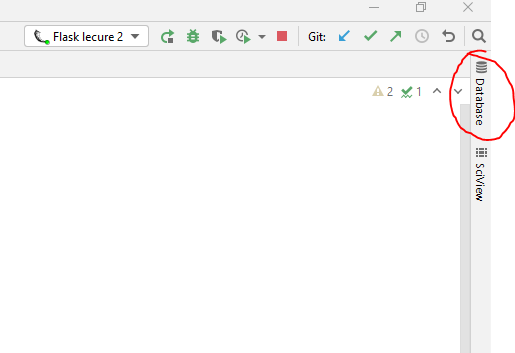 Flask lecure 2
Git:
2
1
Database
SciView